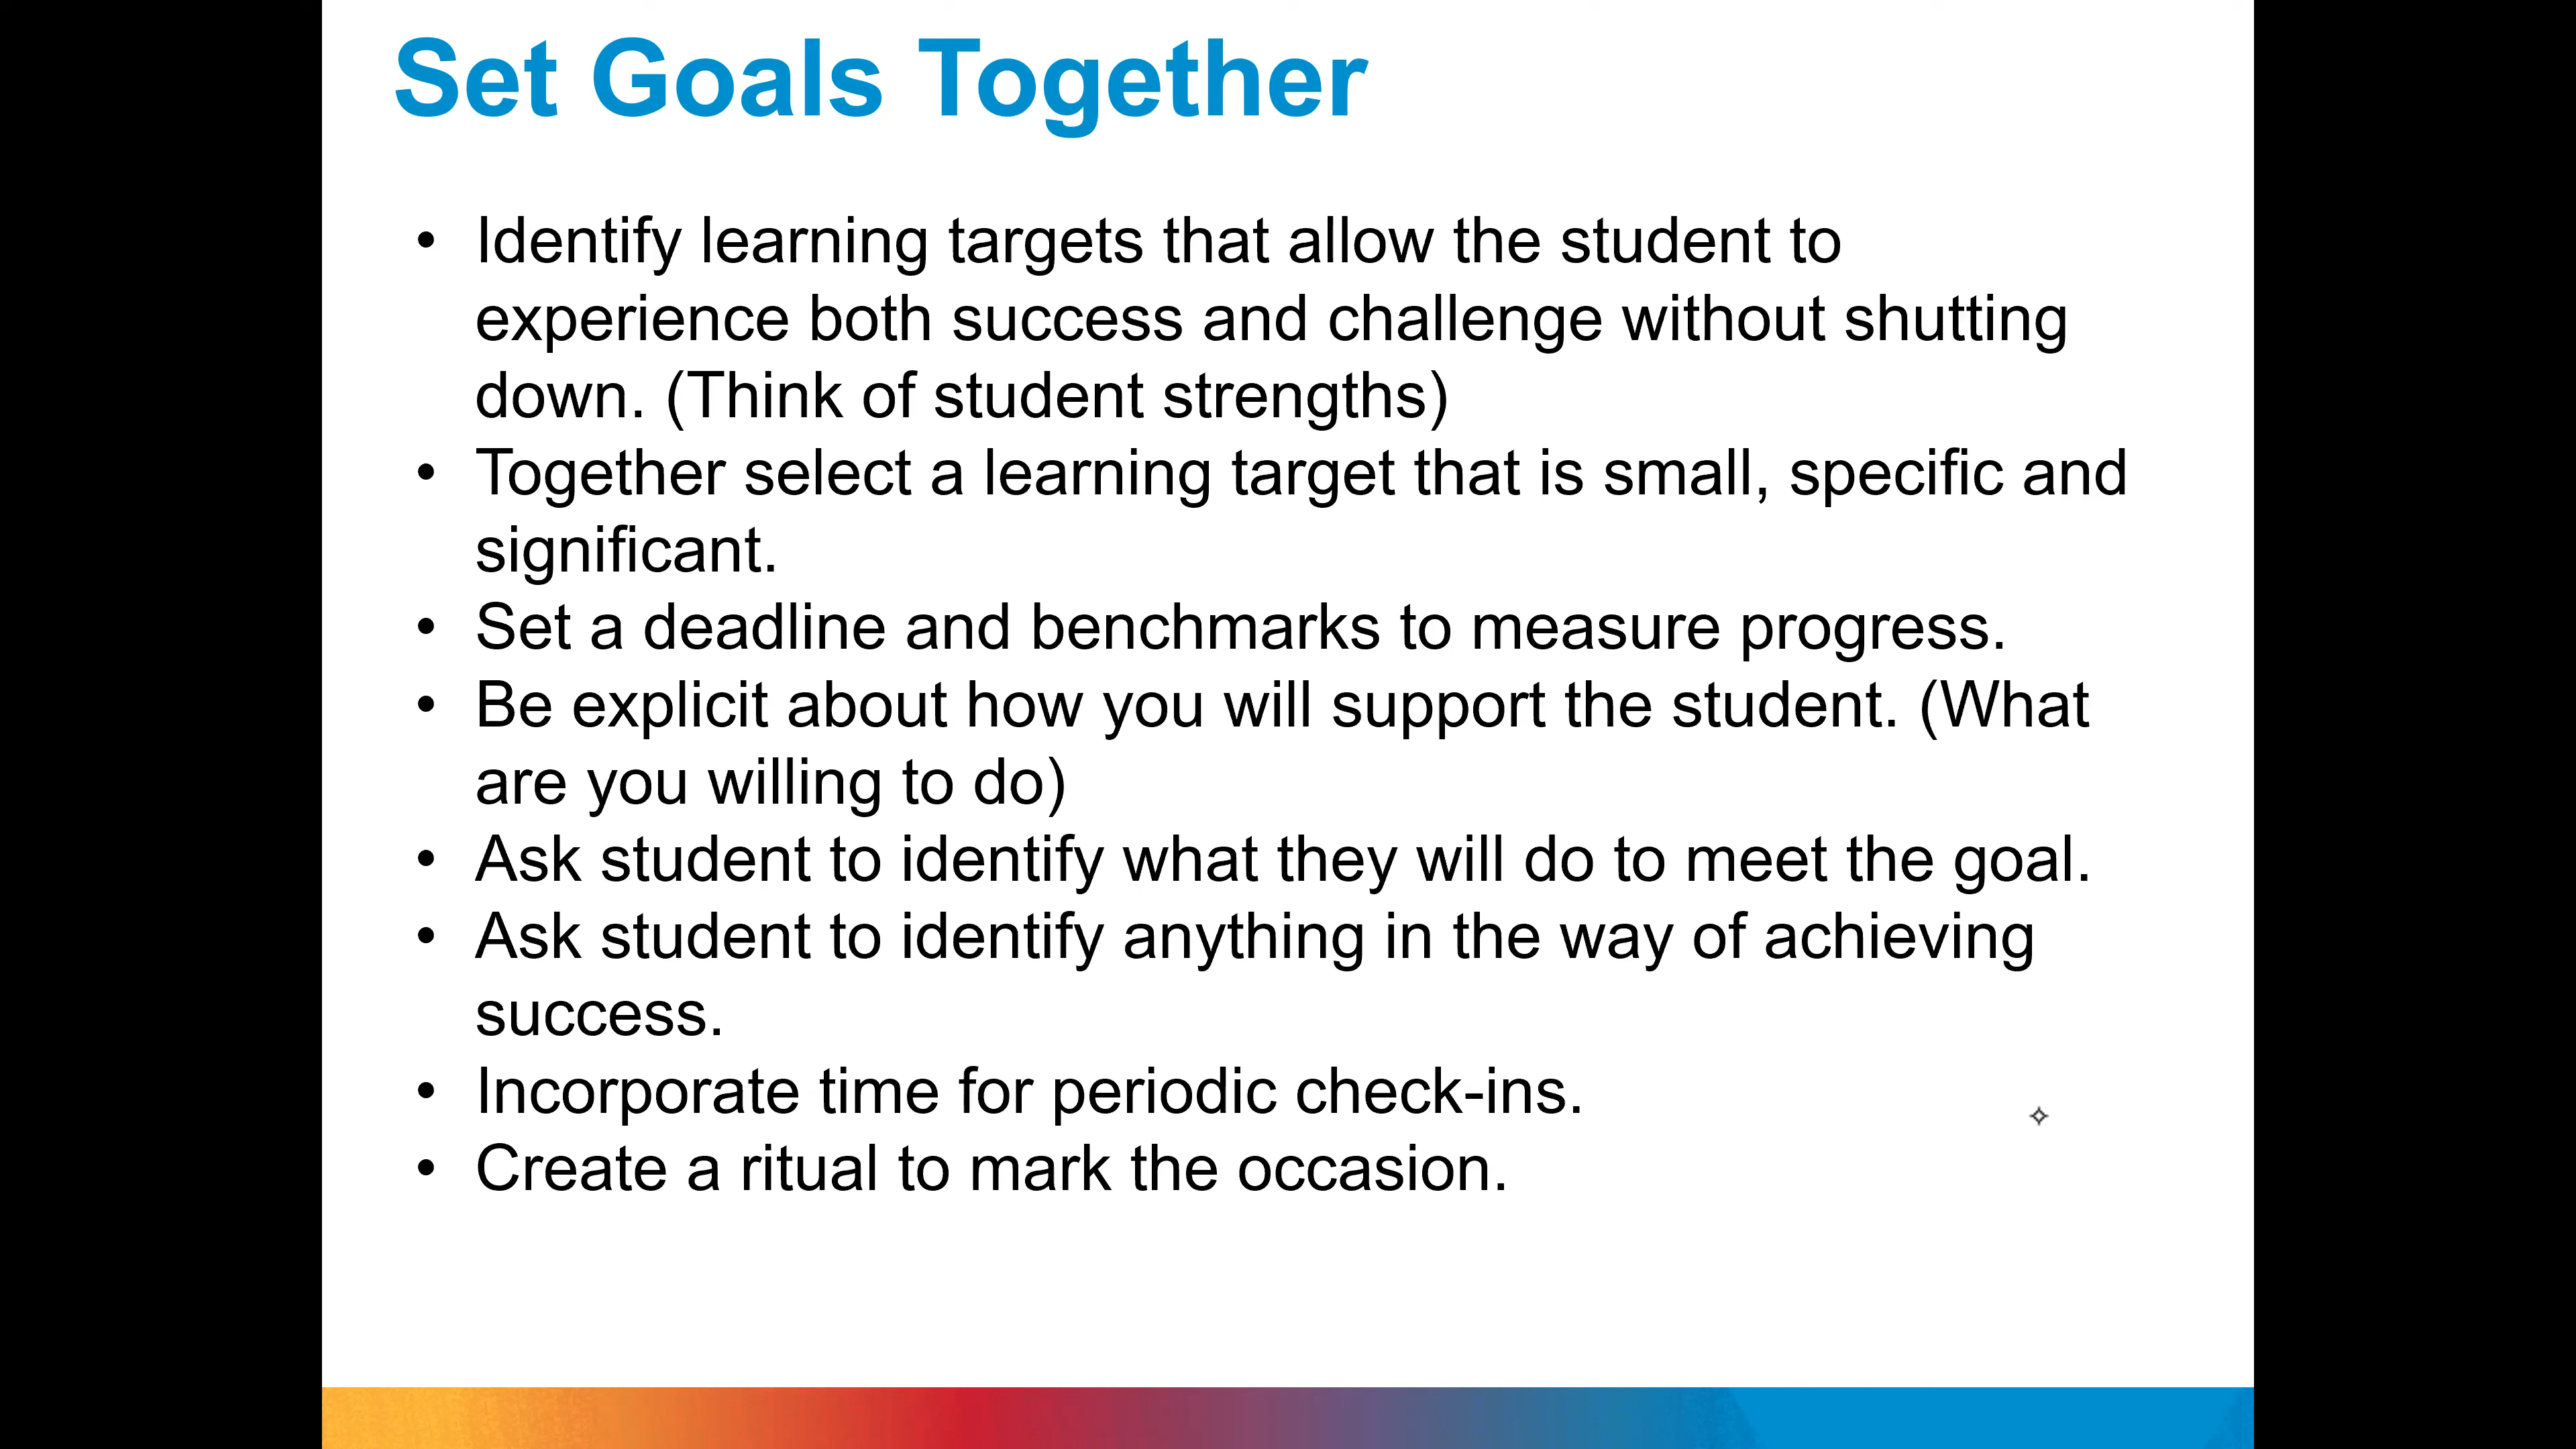 Set Goals Together
• Identify learning targets that allow the student to
experience both success and challenge without shutting
down. (Think of student strengths)
• Together select a learning target that is small, specific and
significant.
• Set a deadline and benchmarks to measure progress.
• Be explicit about how you will support the student. (What
are you willing to do)
• Ask student to identify what they will do to meet the goal.
• Ask student to identify anything in the way of achieving
success.
• Incorporate time for periodic check-ins.
• Create a ritual to mark the occasion.